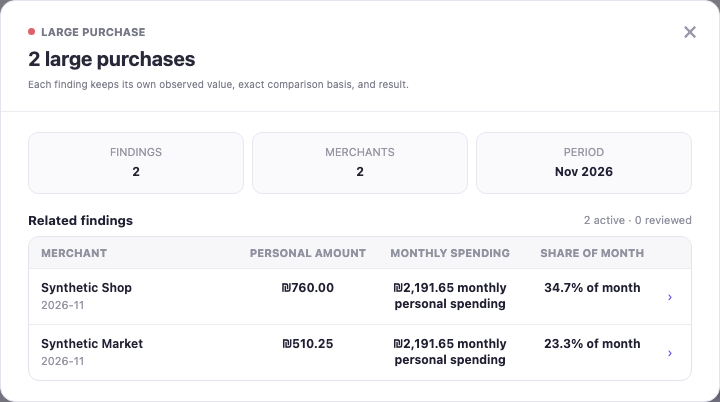 LARGE PURCHASE
2 large purchases
Each finding keeps its own observed value, exact comparison basis, and result.
FINDINGS
2
MERCHANTS
2
PERIOD
Nov 2026
Related findings
2 active · 0 reviewed
MERCHANT PERSONAL AMOUNT MONTHLY SPENDING SHARE OF MONTH
Synthetic Shop ₪760.00 ₪2,191.65 monthly 34.7% of month
2026-11 personal spending
Synthetic Market ₪510.25 ₪2,191.65 monthly 23.3% of month
2026-11 personal spending